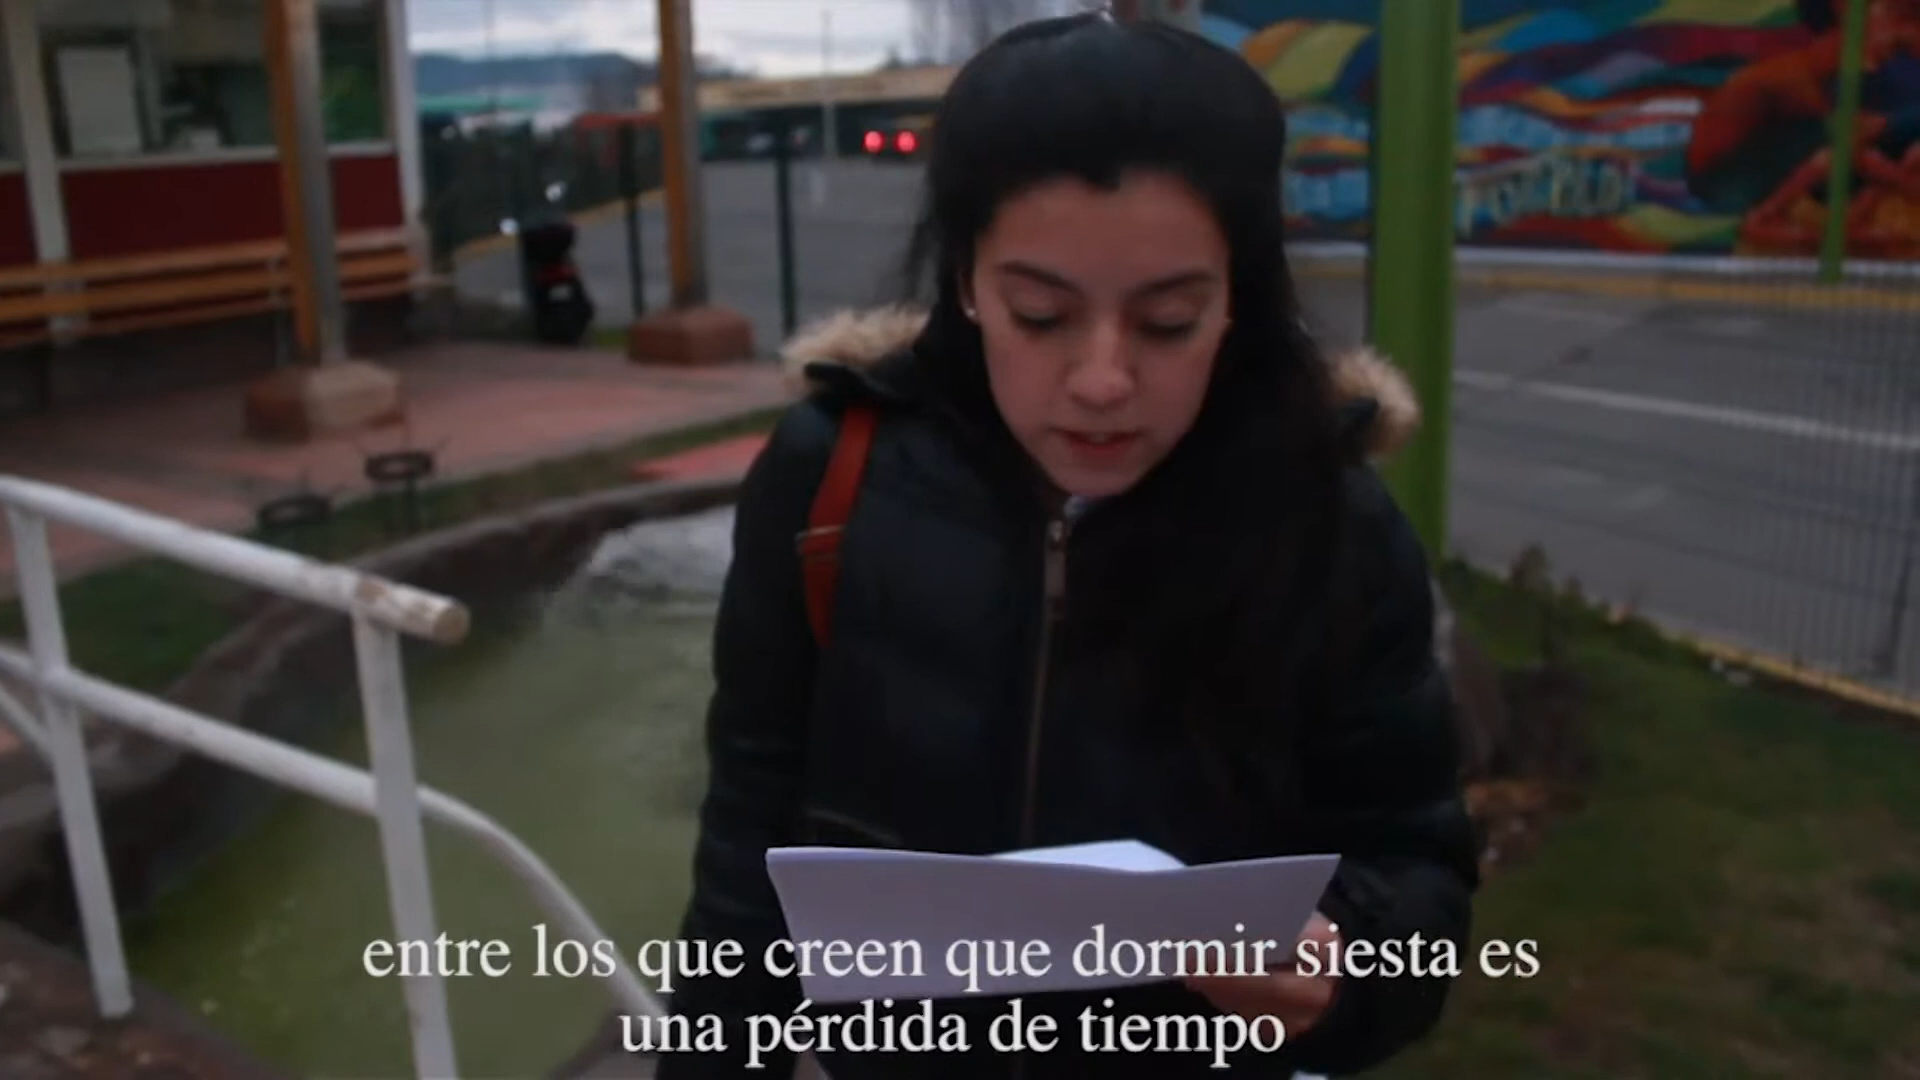 entre los que creen que dormir siesta es
una pérdida de tiempo